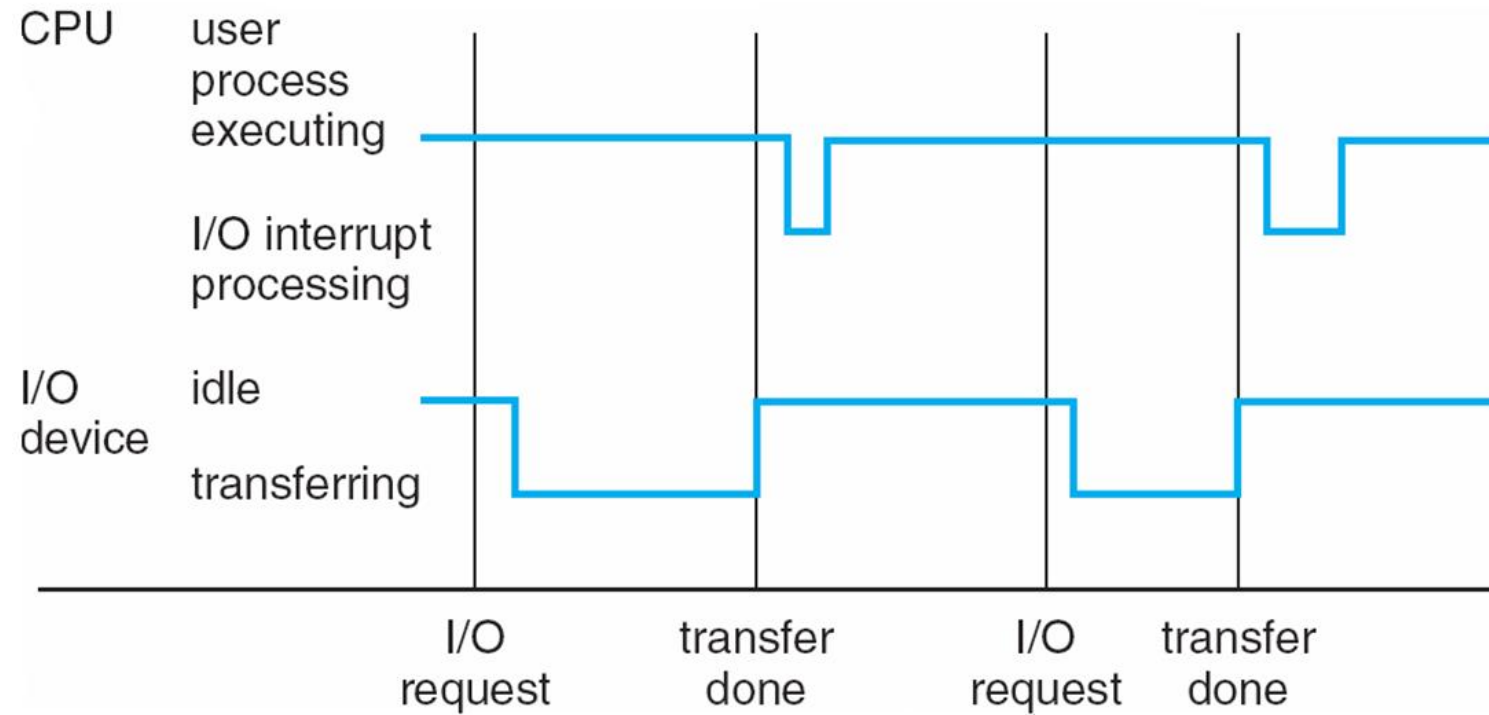 CPU
user
process
executing
I/O interrupt
processing
I/O
device
idle
transferring
I/O
request
transfer
done
I/O
request
transfer
done